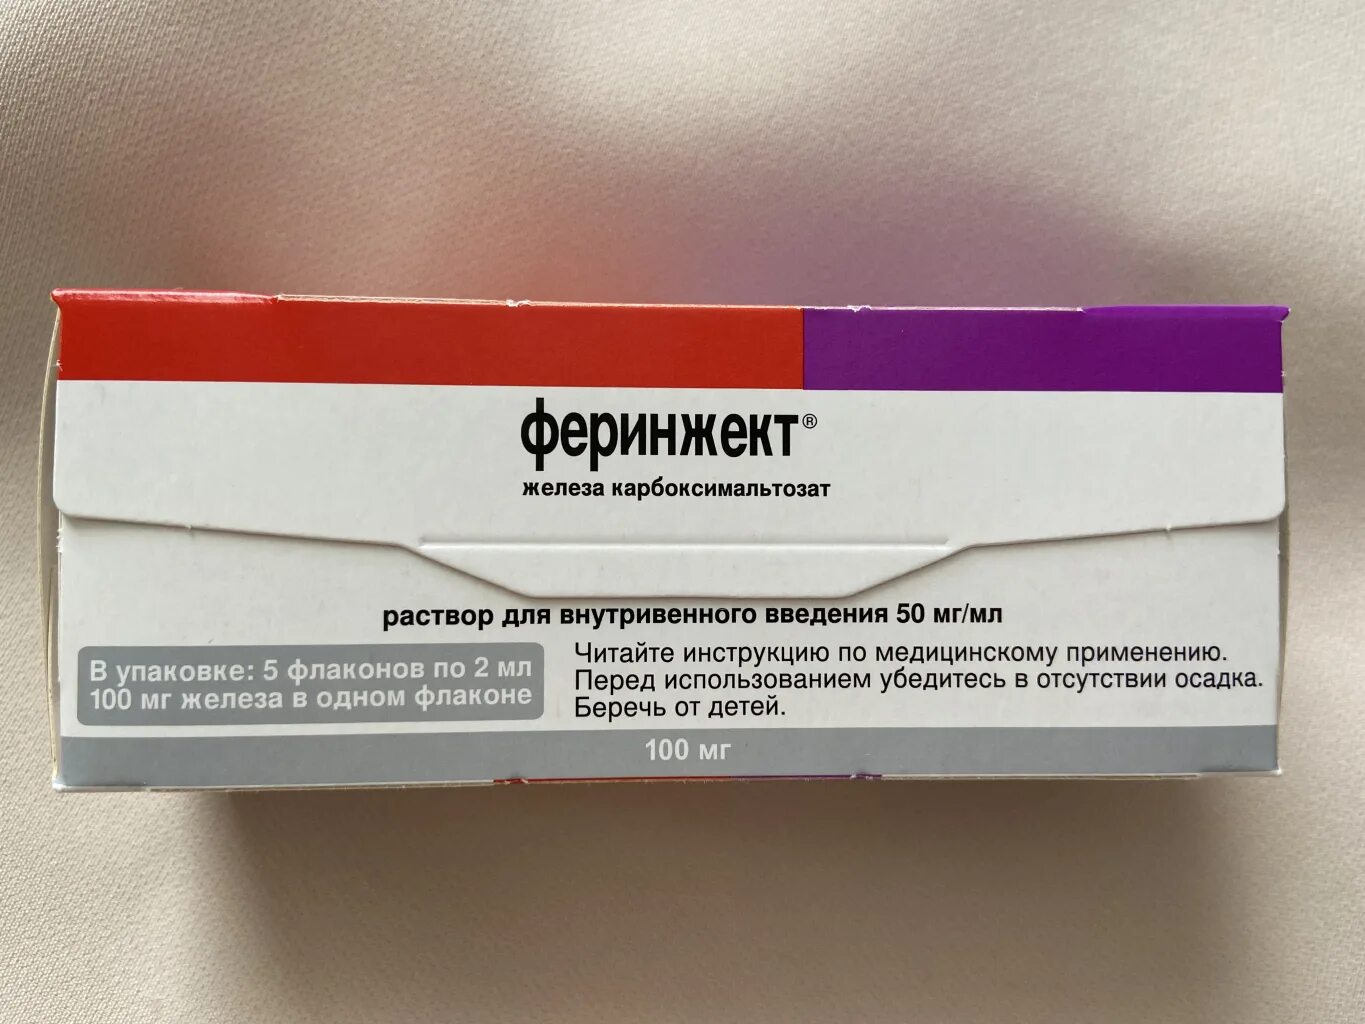 феринжект®
железа карбоксимальтозат
раствор для внутривенного введения 50 мг/мл
В упаковке: 5 флаконов по 2 мл
100 мг железа в одном флаконе
Читайте инструкцию по медицинскому применению.
Перед использованием убедитесь в отсутствии осадка.
Беречь от детей.
100 мг